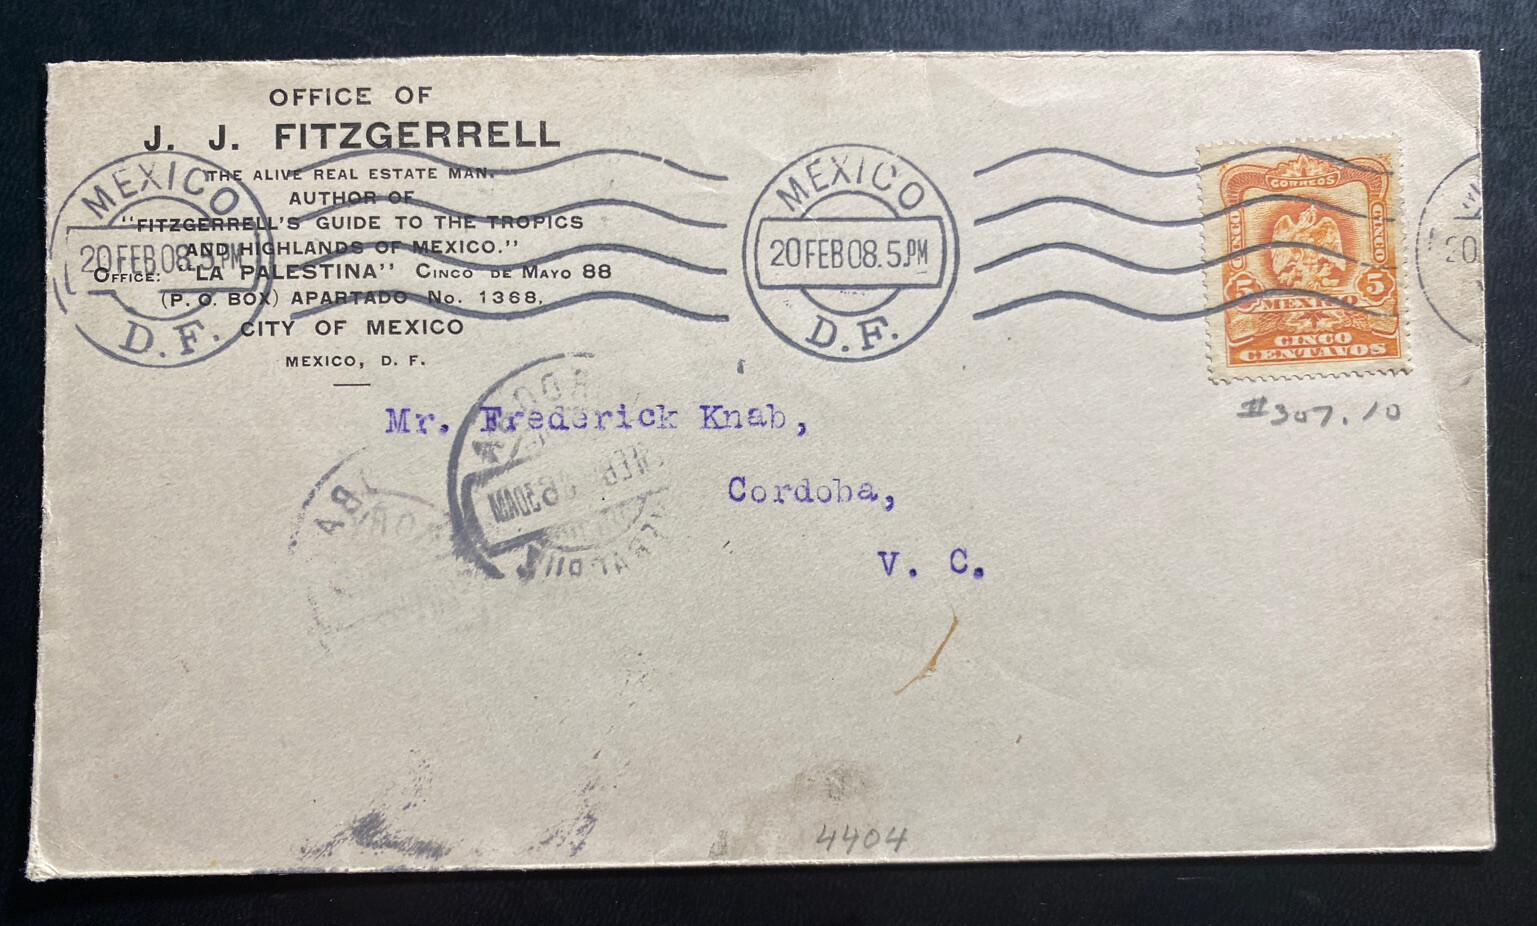 OFFICE OF
J. J. FITZGERRELL
THE ALIVE REAL ESTATE MAN.
AUTHOR OF
"FITZGERRELL'S GUIDE TO THE TROPICS
AND HIGHLANDS OF MEXICO."
OFFICE: "LA PALESTINA" CINCO DE MAYO 88
(P. O. BOX) APARTADO No. 1368,
CITY OF MEXICO
MEXICO, D. F.
MEXICO
20 FEB 08. 5 PM
D. F.
MEXICO
20 FEB 08. 5 PM
D. F.
CORREOS
CINCO
CINCO
5
5
MEXICO
CINCO
CENTAVOS
20
#307.10
Mr. Frederick Knab,
Cordoba,
V. C.
4404